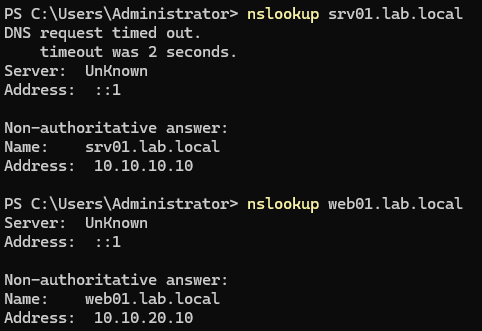 PS C:\Users\Administrator> nslookup srv01.lab.local
DNS request timed out.
    timeout was 2 seconds.
Server:  UnKnown
Address:  ::1

Non-authoritative answer:
Name:    srv01.lab.local
Address:  10.10.10.10

PS C:\Users\Administrator> nslookup web01.lab.local
Server:  UnKnown
Address:  ::1

Non-authoritative answer:
Name:    web01.lab.local
Address:  10.10.20.10